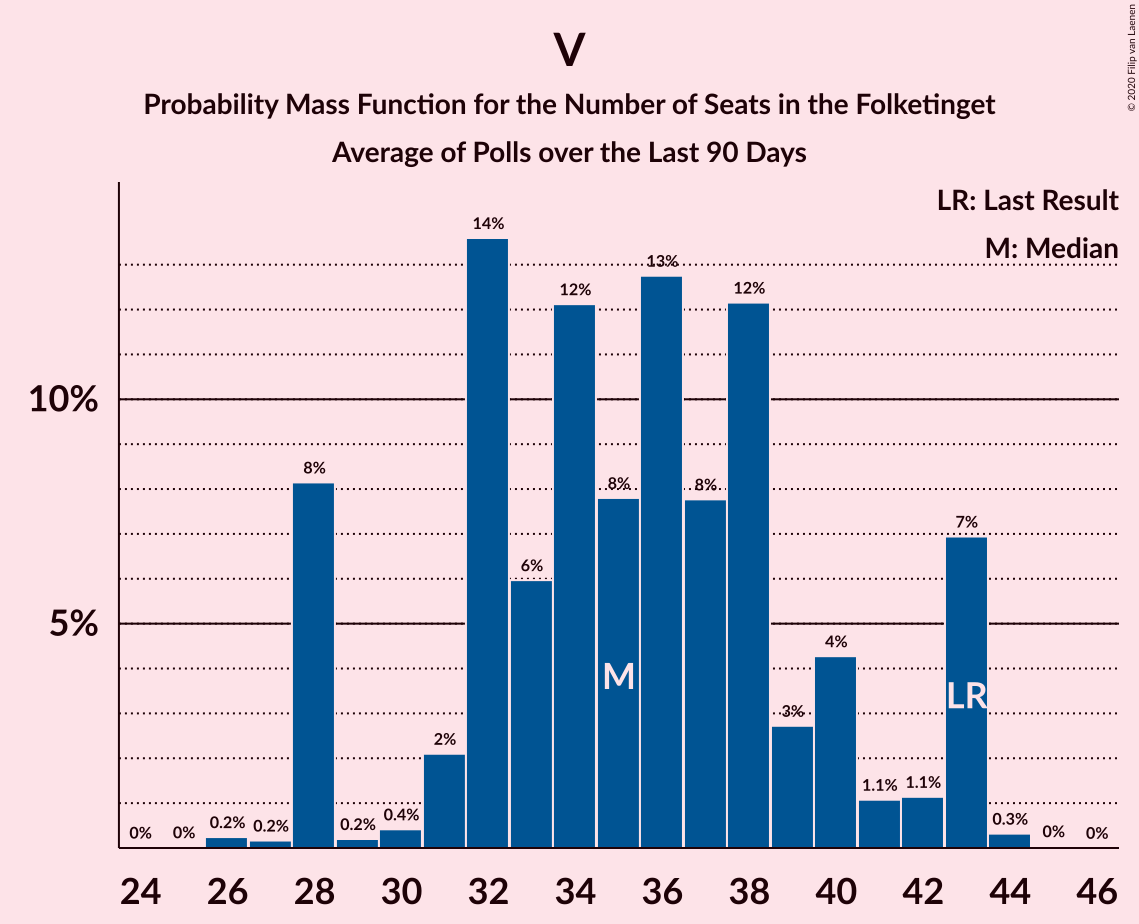 V
Probability Mass Function for the Number of Seats in the Folketinget
Average of Polls over the Last 90 Days
© 2020 Filip van Laenen
LR: Last Result
M: Median
10%
5%
0%
0%
0.2%
0.2%
8%
0.2%
0.4%
2%
14%
6%
12%
8%
13%
8%
12%
3%
4%
1.1%
1.1%
7%
0.3%
0%
0%
M
LR
24 26 28 30 32 34 36 38 40 42 44 46